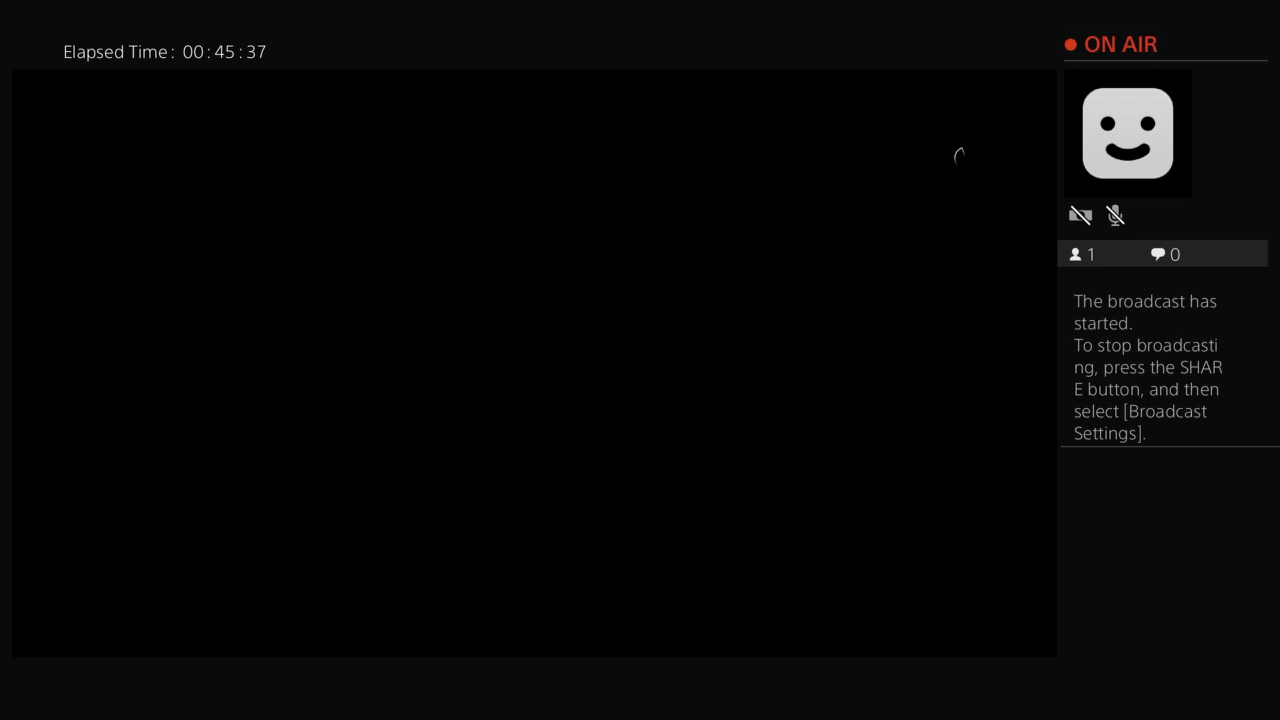 Elapsed Time: 00:45:37
ON AIR
1
0
The broadcast has
started.
To stop broadcasti
ng, press the SHAR
E button, and then
select [Broadcast
Settings].